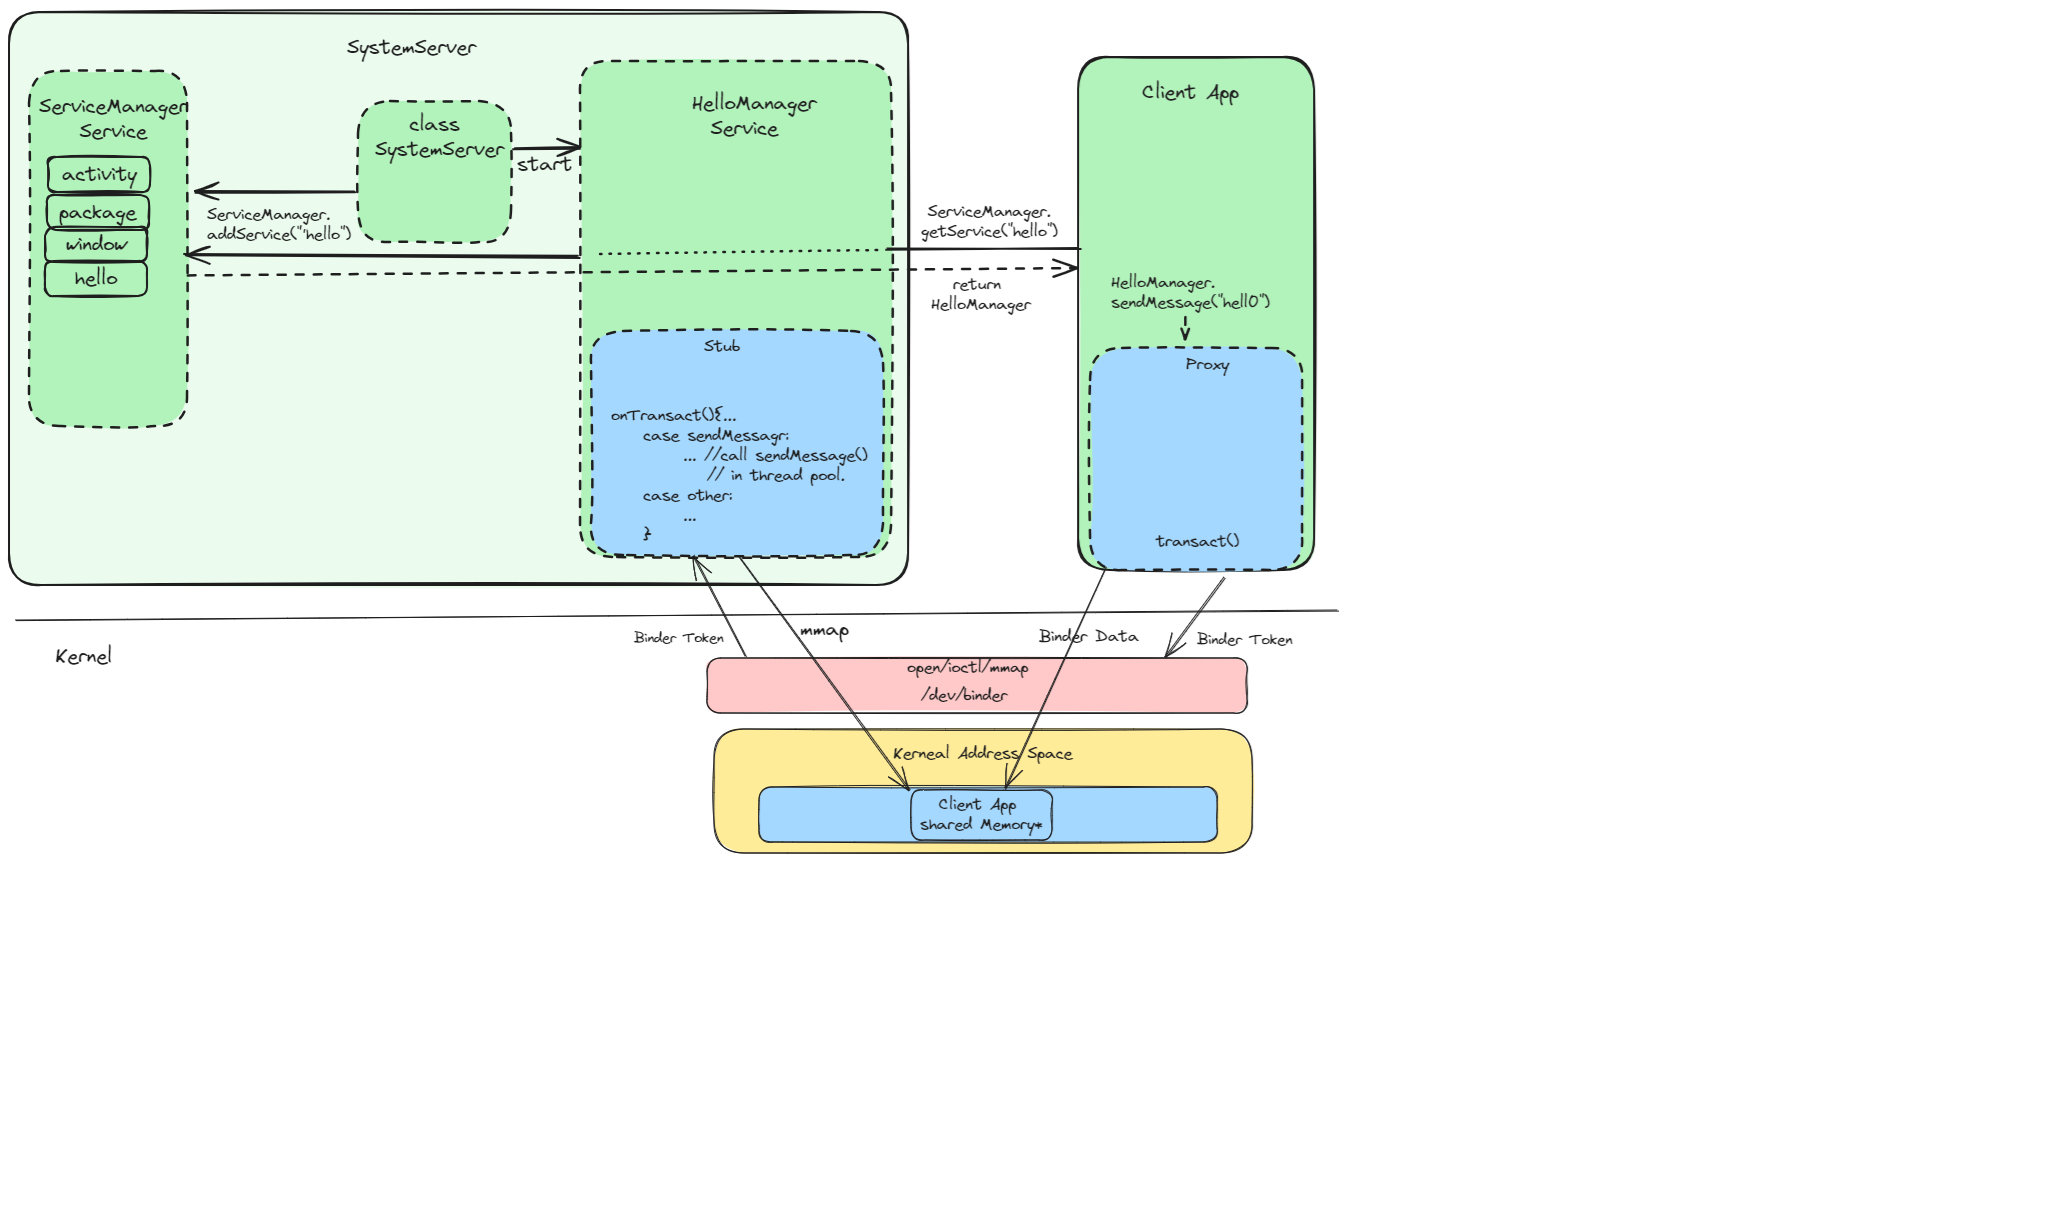 SystemServer
ServiceManager
Service
activity
package
window
hello
class
SystemServer
start
ServiceManager.
addService("hello")
HelloManager
Service
Stub
onTransact(){...
case sendMessagr:
... //call sendMessage()
// in thread pool.
case other:
...
}
ServiceManager.
getService("hello")
return
HelloManager
Client App
HelloManager.
sendMessage("hellO")
Proxy
transact()
Kernel
Binder Token
mmap
Binder Data
Binder Token
open/ioctl/mmap
/dev/binder
Kerneal Address Space
Client App
shared Memory*